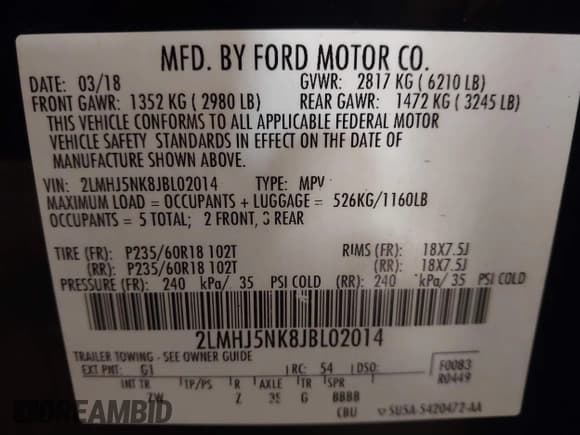 MFD. BY FORD MOTOR CO.
DATE: 03/18 GVWR: 2817 KG ( 6210 LB)
FRONT GAWR: 1352 KG ( 2980 LB) REAR GAWR: 1472 KG ( 3245 LB)
THIS VEHICLE CONFORMS TO ALL APPLICABLE FEDERAL MOTOR
VEHICLE SAFETY STANDARDS IN EFFECT ON THE DATE OF
MANUFACTURE SHOWN ABOVE.
VIN: 2LMHJ5NK8JBL02014 TYPE: MPV
MAXIMUM LOAD = OCCUPANTS + LUGGAGE = 526KG/1160LB
OCCUPANTS = 5 TOTAL; 2 FRONT, 3 REAR
TIRE (FR): P235/60R18 102T RIMS (FR): 18X7.5J
(RR): P235/60R18 102T (RR): 18X7.5J
PRESSURE (FR): 240 kPa/ 35 PSI COLD (RR): 240 kPa/ 35 PSI COLD
2LMHJ5NK8JBL02014
TRAILER TOWING - SEE OWNER GUIDE
EXT PNT: G1 RC: 54 DSO: F0083
R0449
INT TR TP/PS R AXLE TR SPR
ZW Z 35 G BBBB
CBU SUSA-5420472-AA
DREAMBID